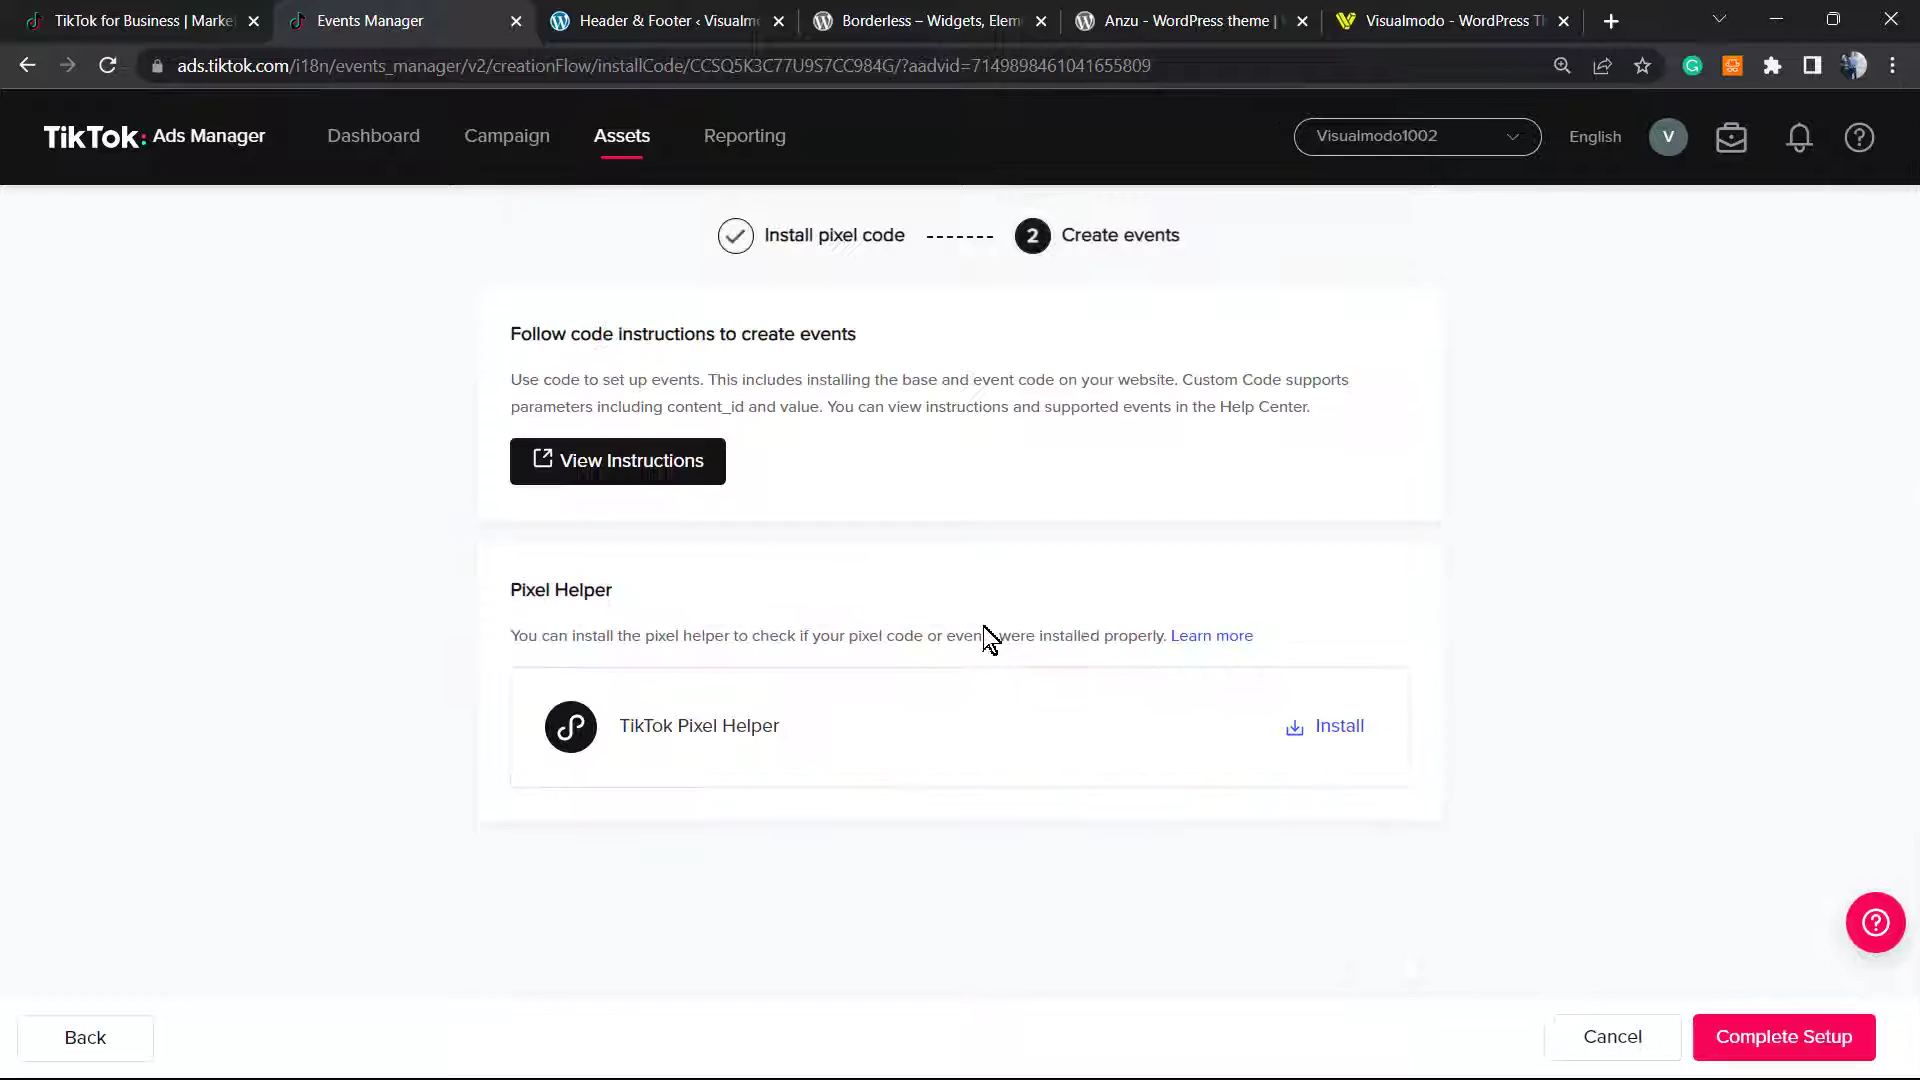 TikTok for Business | Marke
Events Manager
Header & Footer ‹ Visualm
Borderless – Widgets, Elem
Anzu - WordPress theme |
Visualmodo - WordPress Th
ads.tiktok.com/i18n/events_manager/v2/creationFlow/installCode/CCSQ5K3C77U9S7CC984G/?aadvid=7149898461041655809
TikTok: Ads Manager
Dashboard
Campaign
Assets
Reporting
Visualmodo1002
English
V
Install pixel code
2 Create events
Follow code instructions to create events
Use code to set up events. This includes installing the base and event code on your website. Custom Code supports
parameters including content_id and value. You can view instructions and supported events in the Help Center.
View Instructions
Pixel Helper
You can install the pixel helper to check if your pixel code or even were installed properly. Learn more
TikTok Pixel Helper
Install
Back
Cancel
Complete Setup